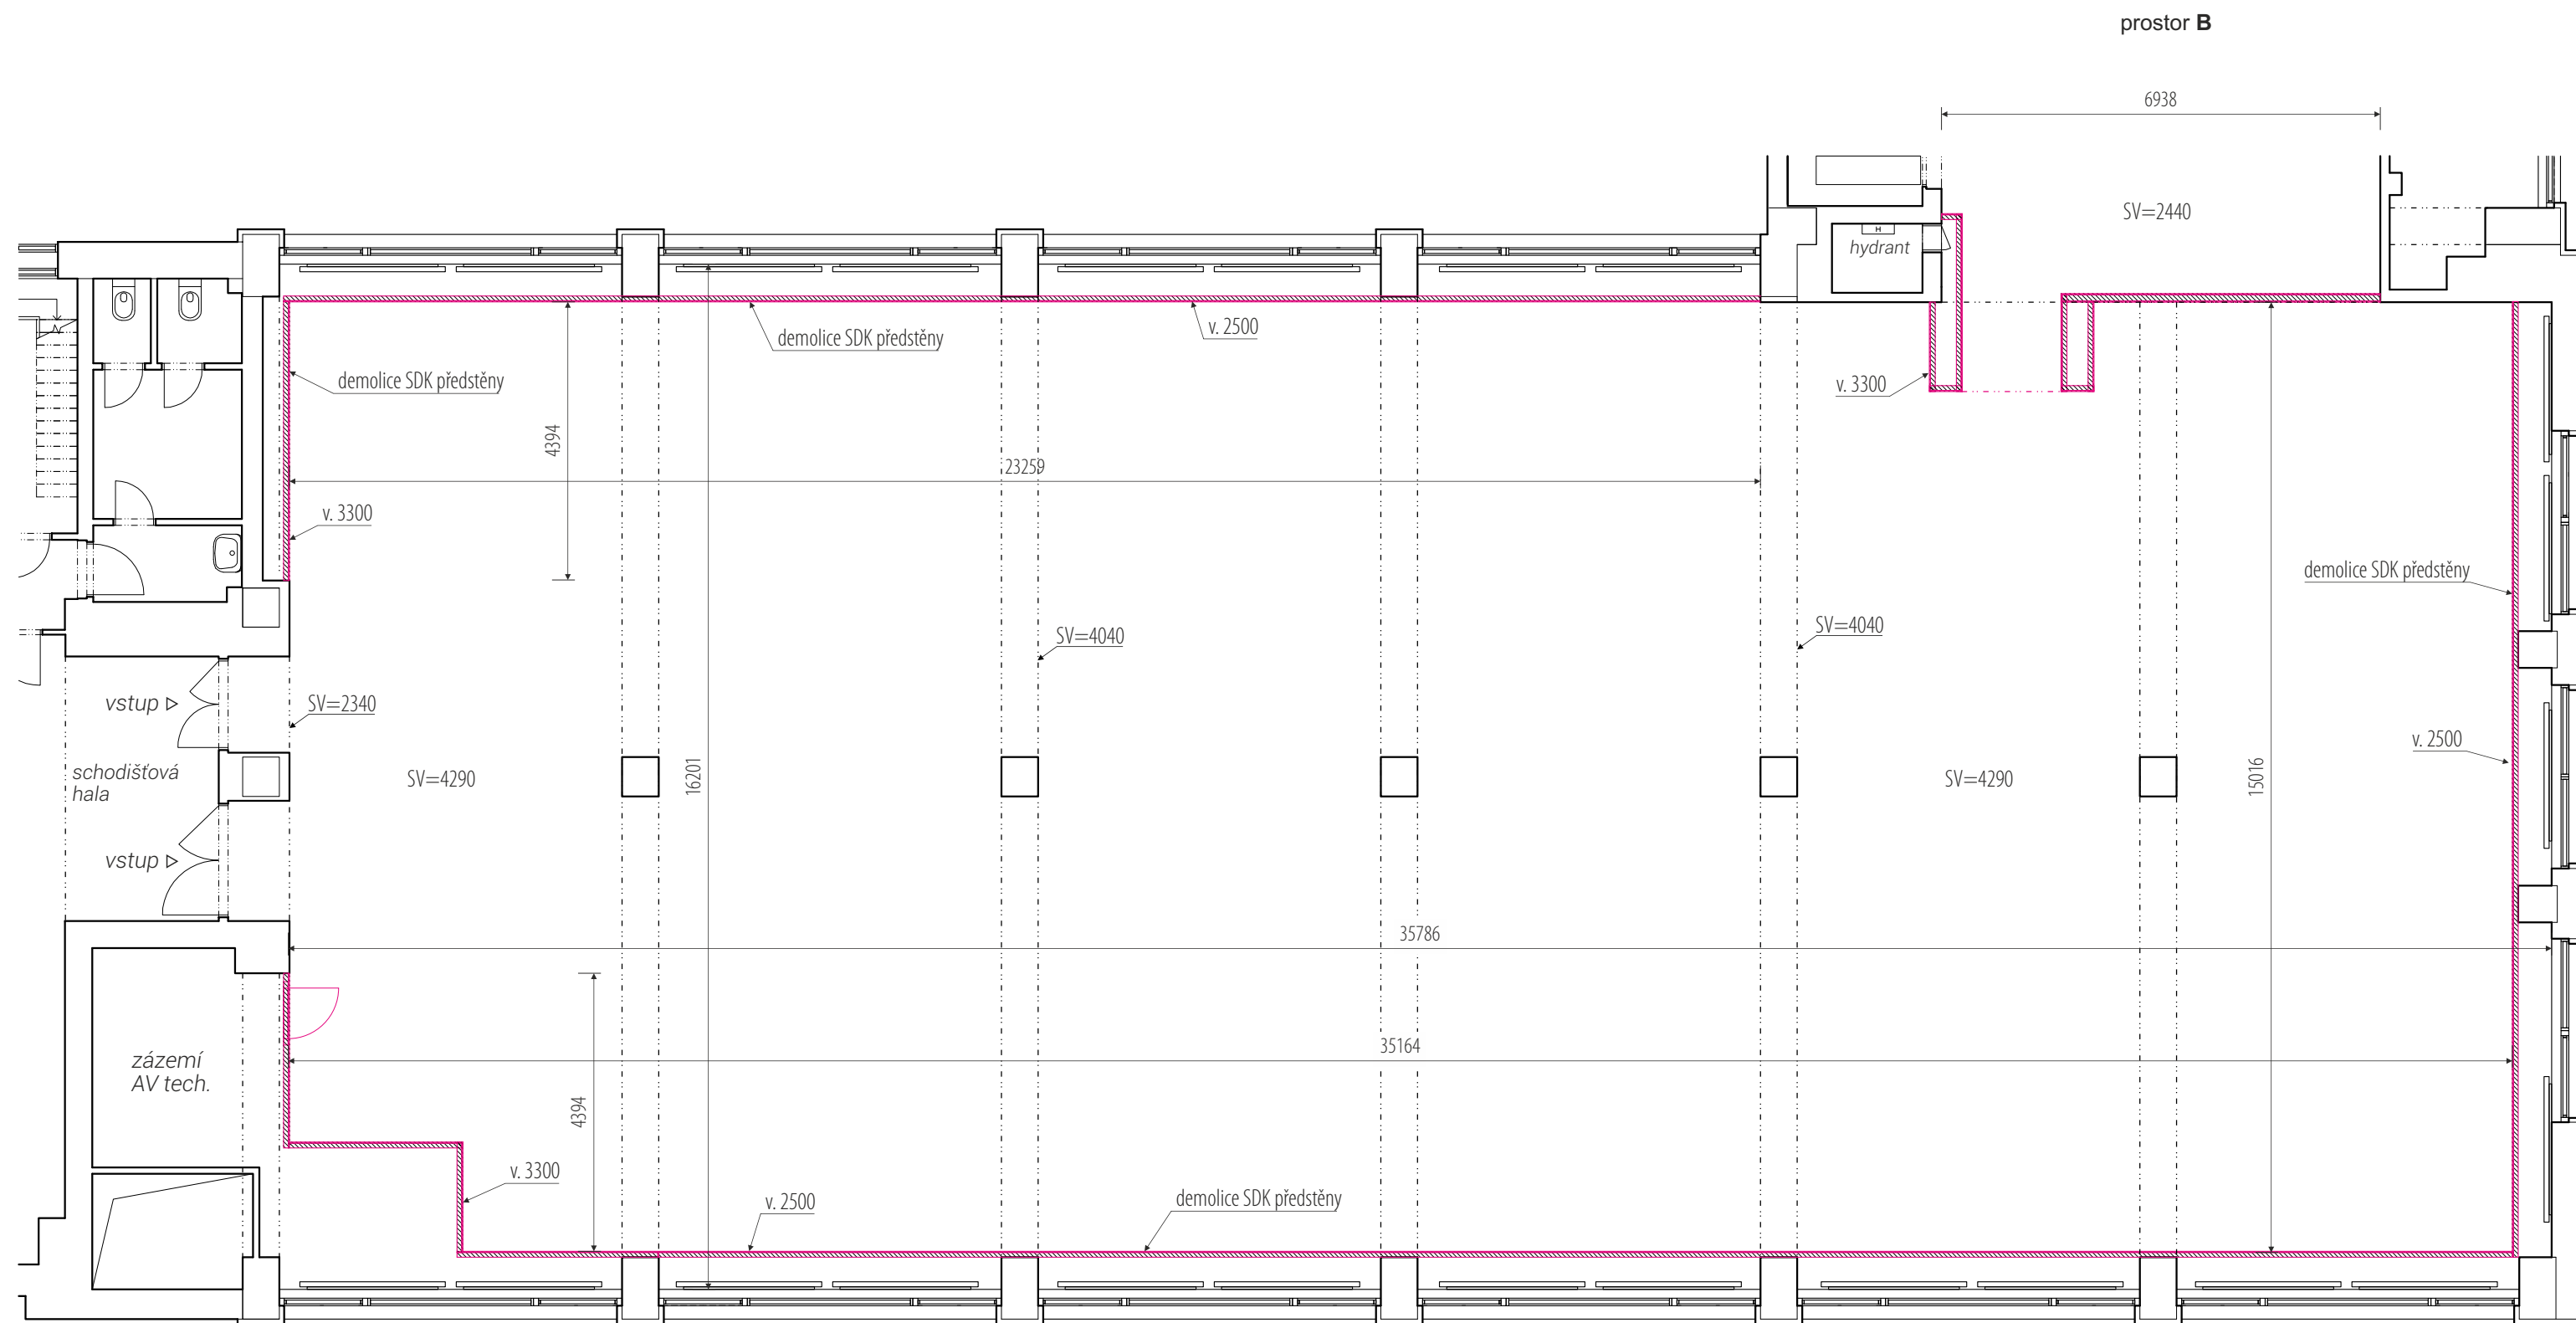 prostor B
6938
SV=2440
H
hydrant
demolice SDK předstěny
v. 2500
demolice SDK předstěny
v. 3300
4394
23259
v. 3300
demolice SDK předstěny
SV=4040
SV=4040
vstup
SV=2340
v. 2500
schodišťová
hala
SV=4290
16201
SV=4290
15016
vstup
35786
35164
zázemí
AV tech.
4394
v. 3300
v. 2500
demolice SDK předstěny